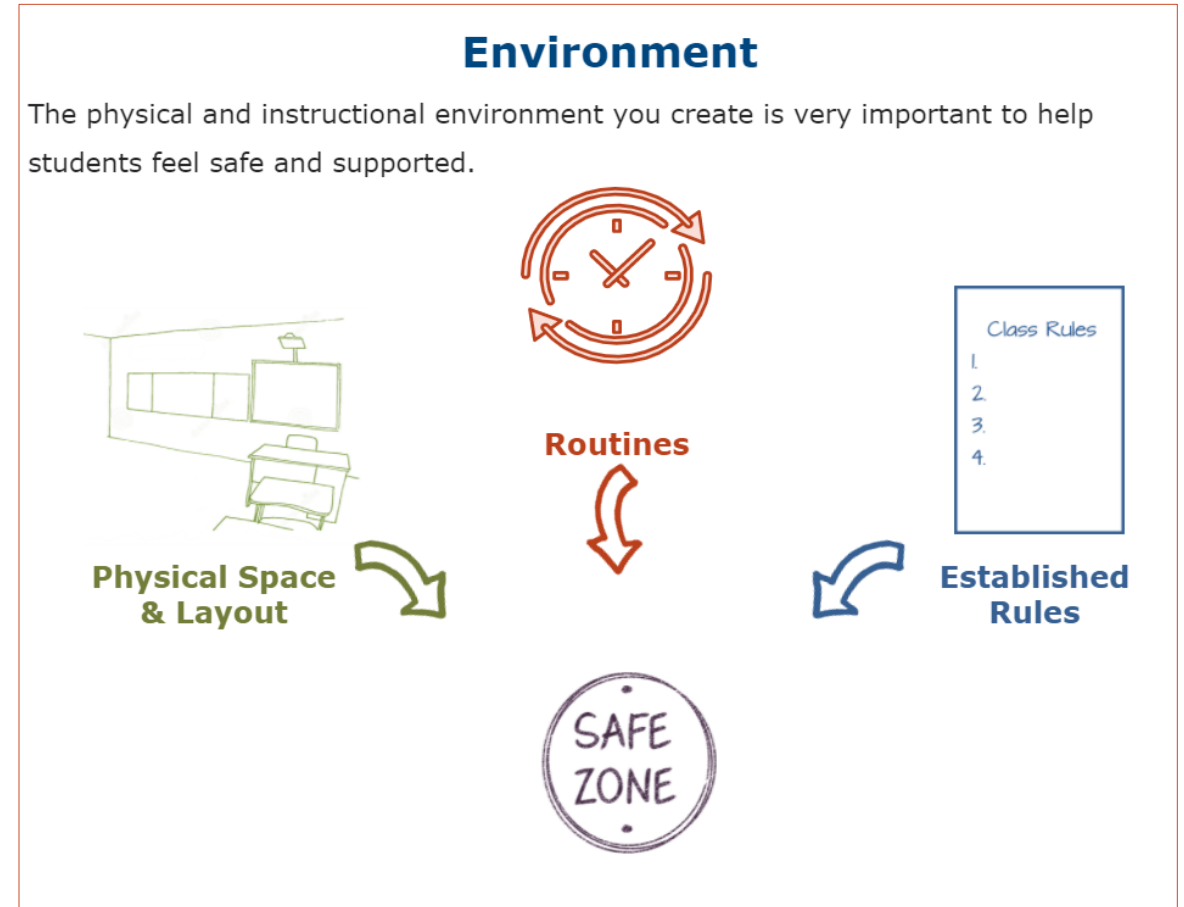 Environment
The physical and instructional environment you create is very important to help
students feel safe and supported.
Class Rules
1.
2.
3.
4.
Routines
Physical Space
& Layout
Established
Rules
SAFE
ZONE